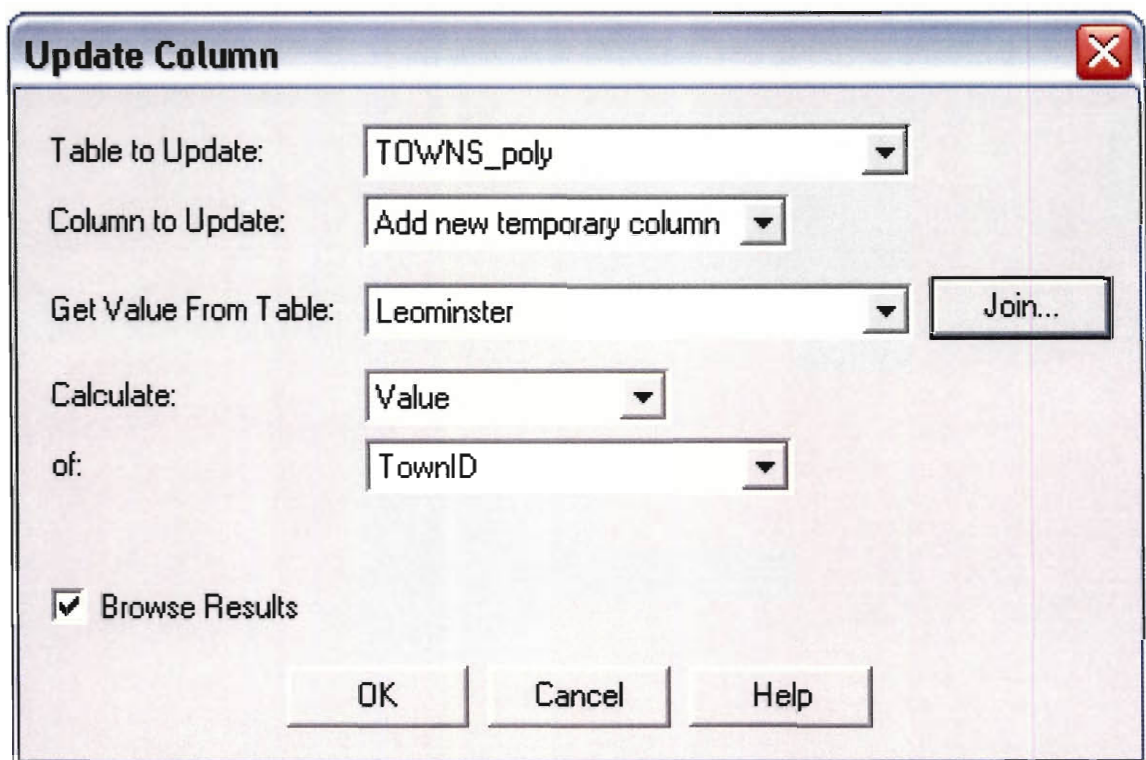 Update Column
Table to Update: TOWNS_poly
Column to Update: Add new temporary column
Get Value From Table: Leominster Join...
Calculate: Value
of: TownID
Browse Results
OK Cancel Help